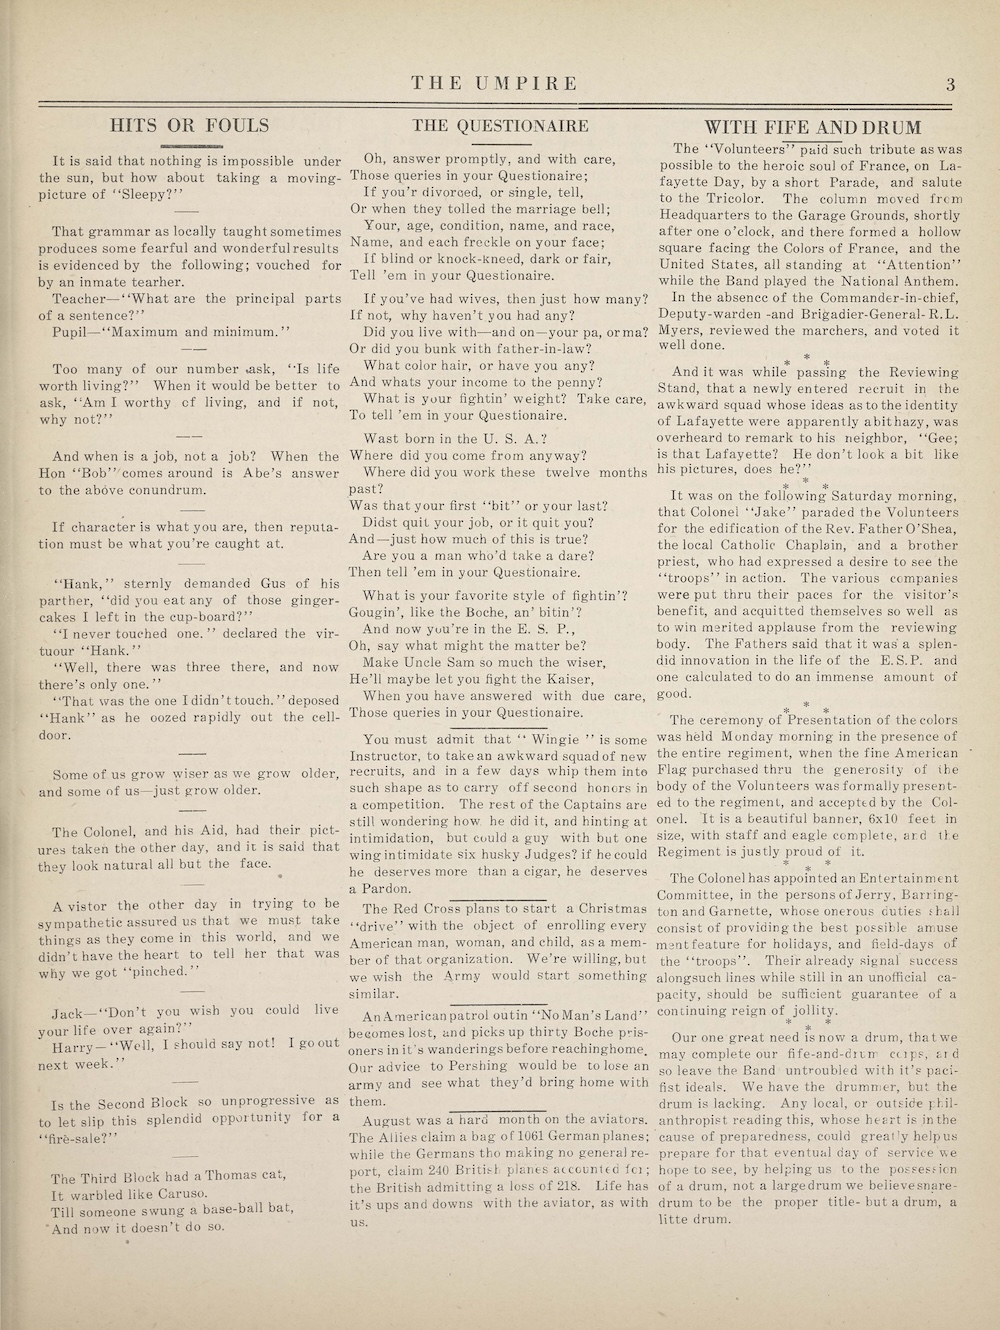 THE UMPIRE
3
HITS OR FOULS
It is said that nothing is impossible under
the sun, but how about taking a moving-
picture of "Sleepy?"
That grammar as locally taught sometimes
produces some fearful and wonderful results
is evidenced by the following; vouched for
by an inmate tearher.
Teacher—"What are the principal parts
of a sentence?"
Pupil—"Maximum and minimum."
Too many of our number ask, "Is life
worth living?" When it would be better to
ask, "Am I worthy of living, and if not,
why not?"
And when is a job, not a job? When the
Hon "Bob" comes around is Abe's answer
to the above conundrum.
If character is what you are, then reputa-
tion must be what you're caught at.
"Hank," sternly demanded Gus of his
parther, "did you eat any of those ginger-
cakes I left in the cup-board?"
"I never touched one." declared the vir-
tuour "Hank."
"Well, there was three there, and now
there's only one."
"That was the one I didn't touch." deposed
"Hank" as he oozed rapidly out the cell-
door.
Some of us grow wiser as we grow older,
and some of us—just grow older.
The Colonel, and his Aid, had their pict-
ures taken the other day, and it is said that
they look natural all but the face.
A vistor the other day in trying to be
sympathetic assured us that we must take
things as they come in this world, and we
didn't have the heart to tell her that was
why we got "pinched."
Jack—"Don't you wish you could live
your life over again?"
Harry—"Well, I should say not! I go out
next week."
Is the Second Block so unprogressive as
to let slip this splendid opportunity for a
"fire-sale?"
The Third Block had a Thomas cat,
It warbled like Caruso.
Till someone swung a base-ball bat,
And now it doesn't do so.
THE QUESTIONAIRE
Oh, answer promptly, and with care,
Those queries in your Questionaire;
If you'r divorced, or single, tell,
Or when they tolled the marriage bell;
Your, age, condition, name, and race,
Name, and each freckle on your face;
If blind or knock-kneed, dark or fair,
Tell 'em in your Questionaire.
If you've had wives, then just how many?
If not, why haven't you had any?
Did you live with—and on—your pa, or ma?
Or did you bunk with father-in-law?
What color hair, or have you any?
And whats your income to the penny?
What is your fightin' weight? Take care,
To tell 'em in your Questionaire.
Wast born in the U. S. A.?
Where did you come from anyway?
Where did you work these twelve months
past?
Was that your first "bit" or your last?
Didst quit your job, or it quit you?
And—just how much of this is true?
Are you a man who'd take a dare?
Then tell 'em in your Questionaire.
What is your favorite style of fightin'?
Gougin', like the Boche, an' bitin'?
And now you're in the E. S. P.,
Oh, say what might the matter be?
Make Uncle Sam so much the wiser,
He'll maybe let you fight the Kaiser,
When you have answered with due care,
Those queries in your Questionaire.
You must admit that " Wingie " is some
Instructor, to take an awkward squad of new
recruits, and in a few days whip them into
such shape as to carry off second honors in
a competition. The rest of the Captains are
still wondering how he did it, and hinting at
intimidation, but could a guy with but one
wing intimidate six husky Judges? if he could
he deserves more than a cigar, he deserves
a Pardon.
The Red Cross plans to start a Christmas
"drive" with the object of enrolling every
American man, woman, and child, as a mem-
ber of that organization. We're willing, but
we wish the Army would start something
similar.
An American patrol out in "No Man's Land"
becomes lost, and picks up thirty Boche pris-
oners in it's wanderings before reaching home.
Our advice to Pershing would be to lose an
army and see what they'd bring home with
them.
August was a hard month on the aviators.
The Allies claim a bag of 1061 German planes;
while the Germans tho making no general re-
port, claim 240 British planes accounted for;
the British admitting a loss of 218. Life has
it's ups and downs with the aviator, as with
us.
WITH FIFE AND DRUM
The "Volunteers" paid such tribute as was
possible to the heroic soul of France, on La-
fayette Day, by a short Parade, and salute
to the Tricolor. The column moved from
Headquarters to the Garage Grounds, shortly
after one o'clock, and there formed a hollow
square facing the Colors of France, and the
United States, all standing at "Attention"
while the Band played the National Anthem.
In the absence of the Commander-in-chief,
Deputy-warden -and Brigadier-General- R.L.
Myers, reviewed the marchers, and voted it
well done.
*
* *
And it was while passing the Reviewing
Stand, that a newly entered recruit in the
awkward squad whose ideas as to the identity
of Lafayette were apparently abit hazy, was
overheard to remark to his neighbor, "Gee;
is that Lafayette? He don't look a bit like
his pictures, does he?"
*
* *
It was on the following Saturday morning,
that Colonel "Jake" paraded the Volunteers
for the edification of the Rev. Father O'Shea,
the local Catholic Chaplain, and a brother
priest, who had expressed a desire to see the
"troops" in action. The various companies
were put thru their paces for the visitor's
benefit, and acquitted themselves so well as
to win merited applause from the reviewing
body. The Fathers said that it was a splen-
did innovation in the life of the E. S. P. and
one calculated to do an immense amount of
good.
*
* *
The ceremony of Presentation of the colors
was held Monday morning in the presence of
the entire regiment, when the fine American
Flag purchased thru the generosity of the
body of the Volunteers was formally present-
ed to the regiment, and accepted by the Col-
onel. It is a beautiful banner, 6x10 feet in
size, with staff and eagle complete, and the
Regiment is justly proud of it.
* *
*
The Colonel has appointed an Entertainment
Committee, in the persons of Jerry, Barring-
ton and Garnette, whose onerous duties shall
consist of providing the best possible amuse
ment feature for holidays, and field-days of
the "troops". Their already signal success
alongsuch lines while still in an unofficial ca-
pacity, should be sufficient guarantee of a
continuing reign of jollity.
* *
*
Our one great need is now a drum, that we
may complete our fife-and-drum corps, and
so leave the Band untroubled with it's paci-
fist ideals. We have the drummer, but the
drum is lacking. Any local, or outside phil-
anthropist reading this, whose heart is in the
cause of preparedness, could greatly help us
prepare for that eventual day of service we
hope to see, by helping us to the possession
of a drum, not a large drum we believe snare-
drum to be the proper title- but a drum, a
litte drum.